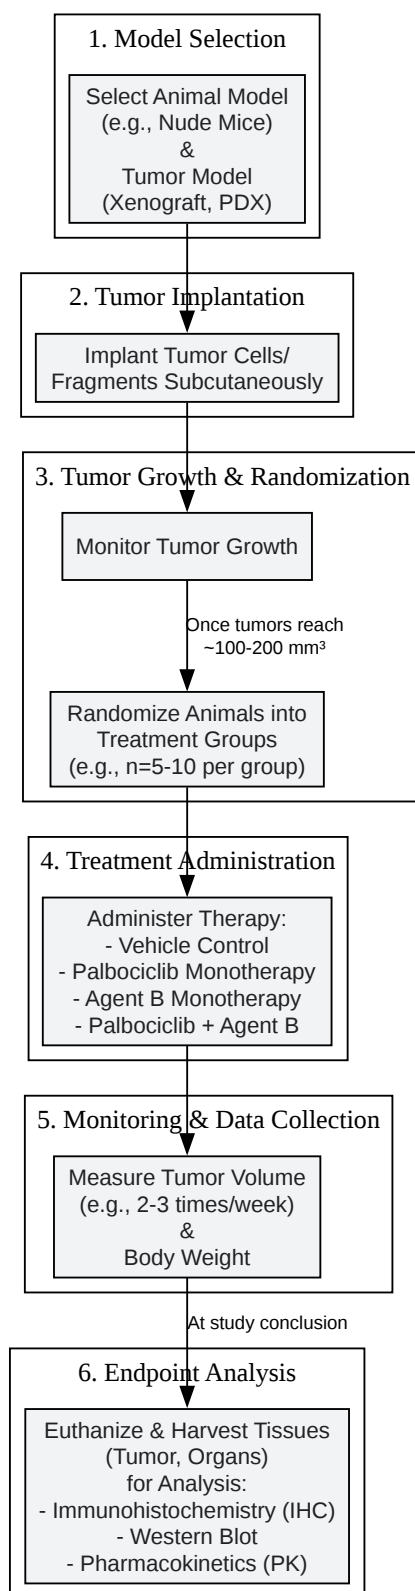 1. Model Selection
Select Animal Model
(e.g., Nude Mice)
&
Tumor Model
(Xenograft, PDX)
2. Tumor Implantation
Implant Tumor Cells/
Fragments Subcutaneously
3. Tumor Growth & Randomization
Monitor Tumor Growth
Once tumors reach
~100-200 mm³
Randomize Animals into
Treatment Groups
(e.g., n=5-10 per group)
4. Treatment Administration
Administer Therapy:
- Vehicle Control
- Palbociclib Monotherapy
- Agent B Monotherapy
- Palbociclib + Agent B
5. Monitoring & Data Collection
Measure Tumor Volume
(e.g., 2-3 times/week)
&
Body Weight
At study conclusion
6. Endpoint Analysis
Euthanize & Harvest Tissues
(Tumor, Organs)
for Analysis:
- Immunohistochemistry (IHC)
- Western Blot
- Pharmacokinetics (PK)